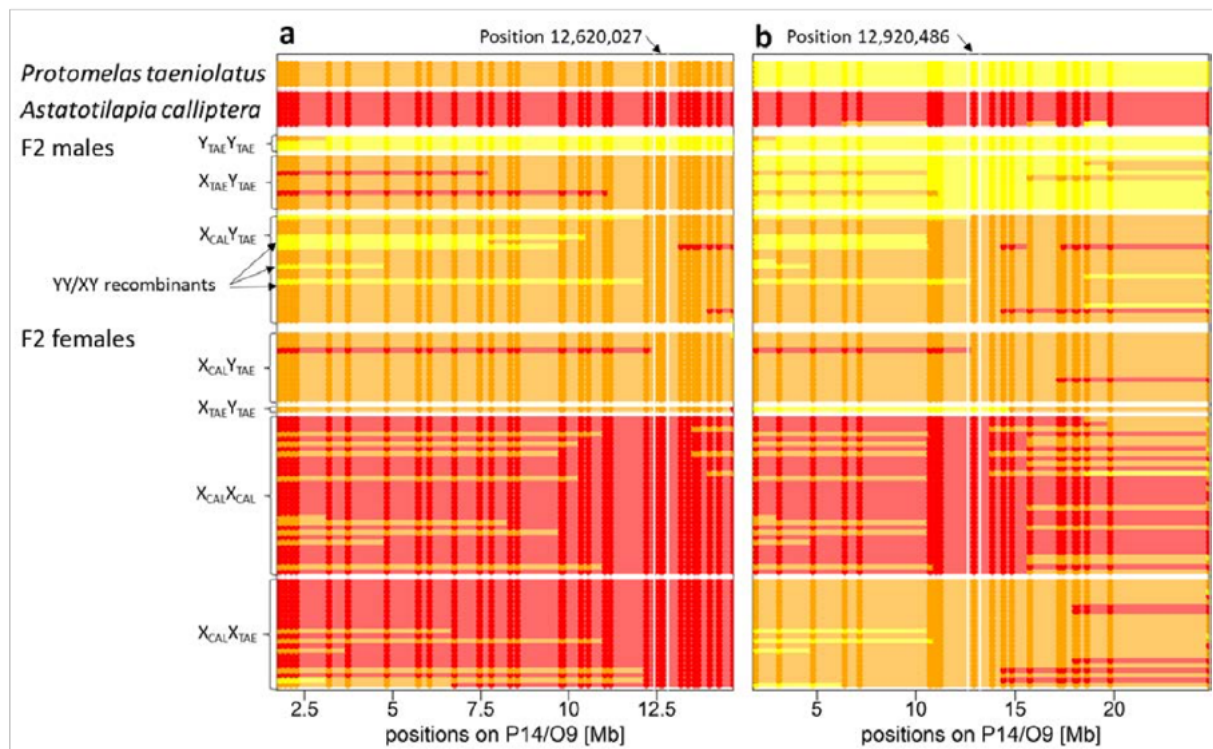 a
b
Position 12,620,027
Position 12,920,486
Protomelas taeniolatus
Astatotilapia calliptera
F2 males
YTAEYTAE
XTAEYTAE
XCALYTAE
YY/XY recombinants
F2 females
XCALYTAE
XTAEYTAE
XCALXCAL
XCALXTAE
2.5 5 7.5 10 12.5
5 10 15 20
positions on P14/O9 [Mb]
positions on P14/O9 [Mb]